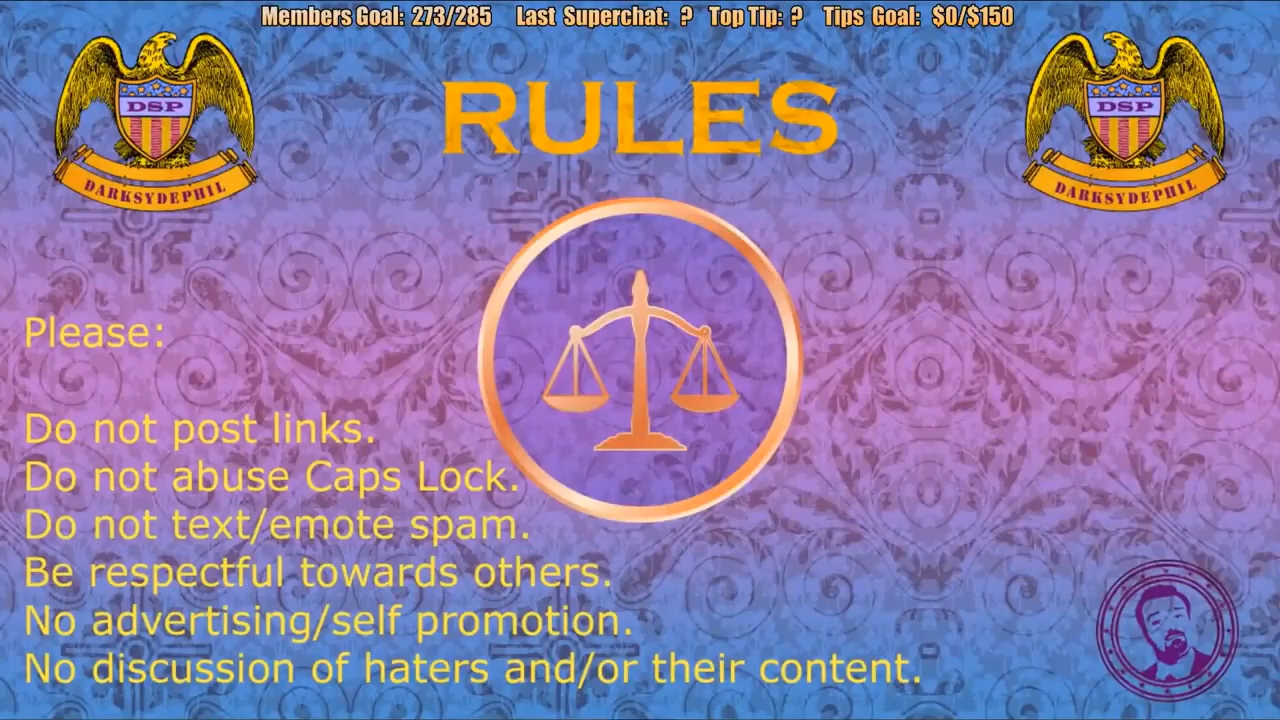 Members Goal: 273/285 Last Superchat: ? Top Tip: ? Tips Goal: $0/$150
DSP
DARKSYDEPHIL
RULES
DSP
DARKSYDEPHIL
Please:
Do not post links.
Do not abuse Caps Lock.
Do not text/emote spam.
Be respectful towards others.
No advertising/self promotion.
No discussion of haters and/or their content.